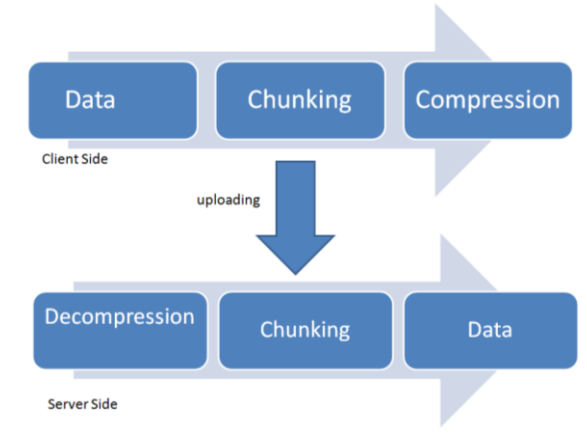 Data
Chunking
Compression
Client Side
uploading
Decompression
Chunking
Data
Server Side